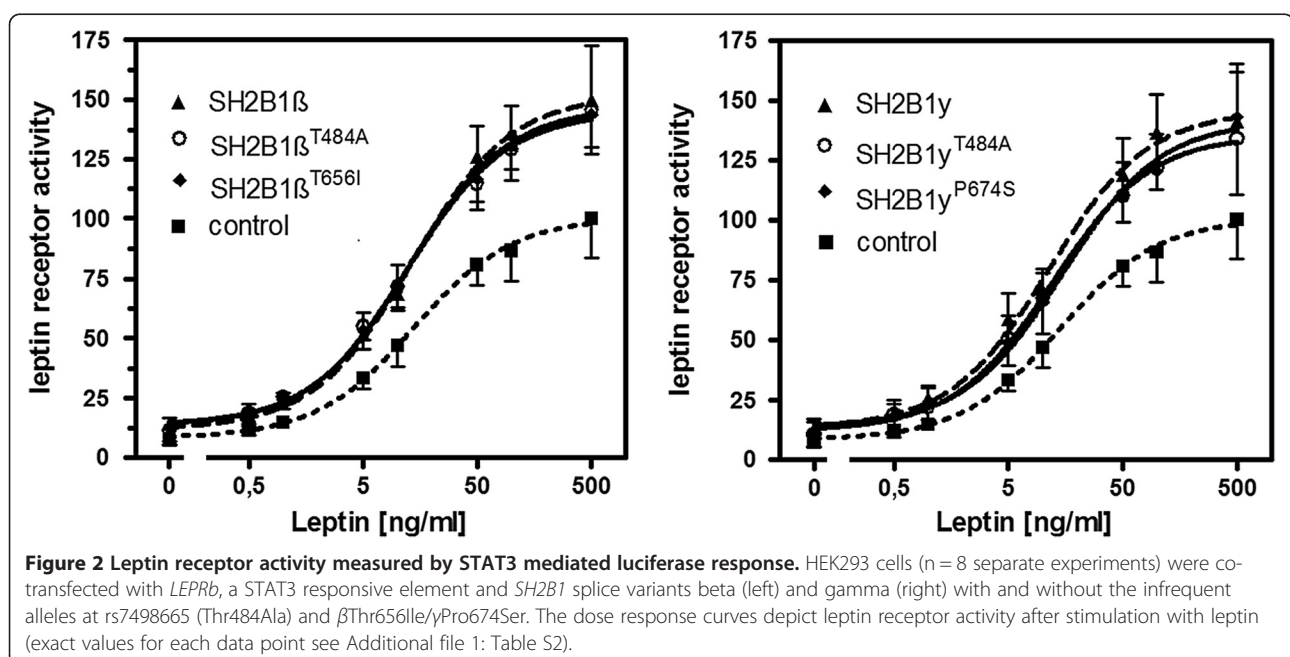 175
150
125
100
75
50
25
0
leptin receptor activity
SH2B1ß
SH2B1ß^T484A
SH2B1ß^T656I
control
0 0,5 5 50 500
Leptin [ng/ml]
175
150
125
100
75
50
25
0
leptin receptor activity
SH2B1y
SH2B1y^T484A
SH2B1y^P674S
control
0 0,5 5 50 500
Leptin [ng/ml]
Figure 2 Leptin receptor activity measured by STAT3 mediated luciferase response. HEK293 cells (n = 8 separate experiments) were co-
transfected with LEPRb, a STAT3 responsive element and SH2B1 splice variants beta (left) and gamma (right) with and without the infrequent
alleles at rs7498665 (Thr484Ala) and βThr656Ile/γPro674Ser. The dose response curves depict leptin receptor activity after stimulation with leptin
(exact values for each data point see Additional file 1: Table S2).